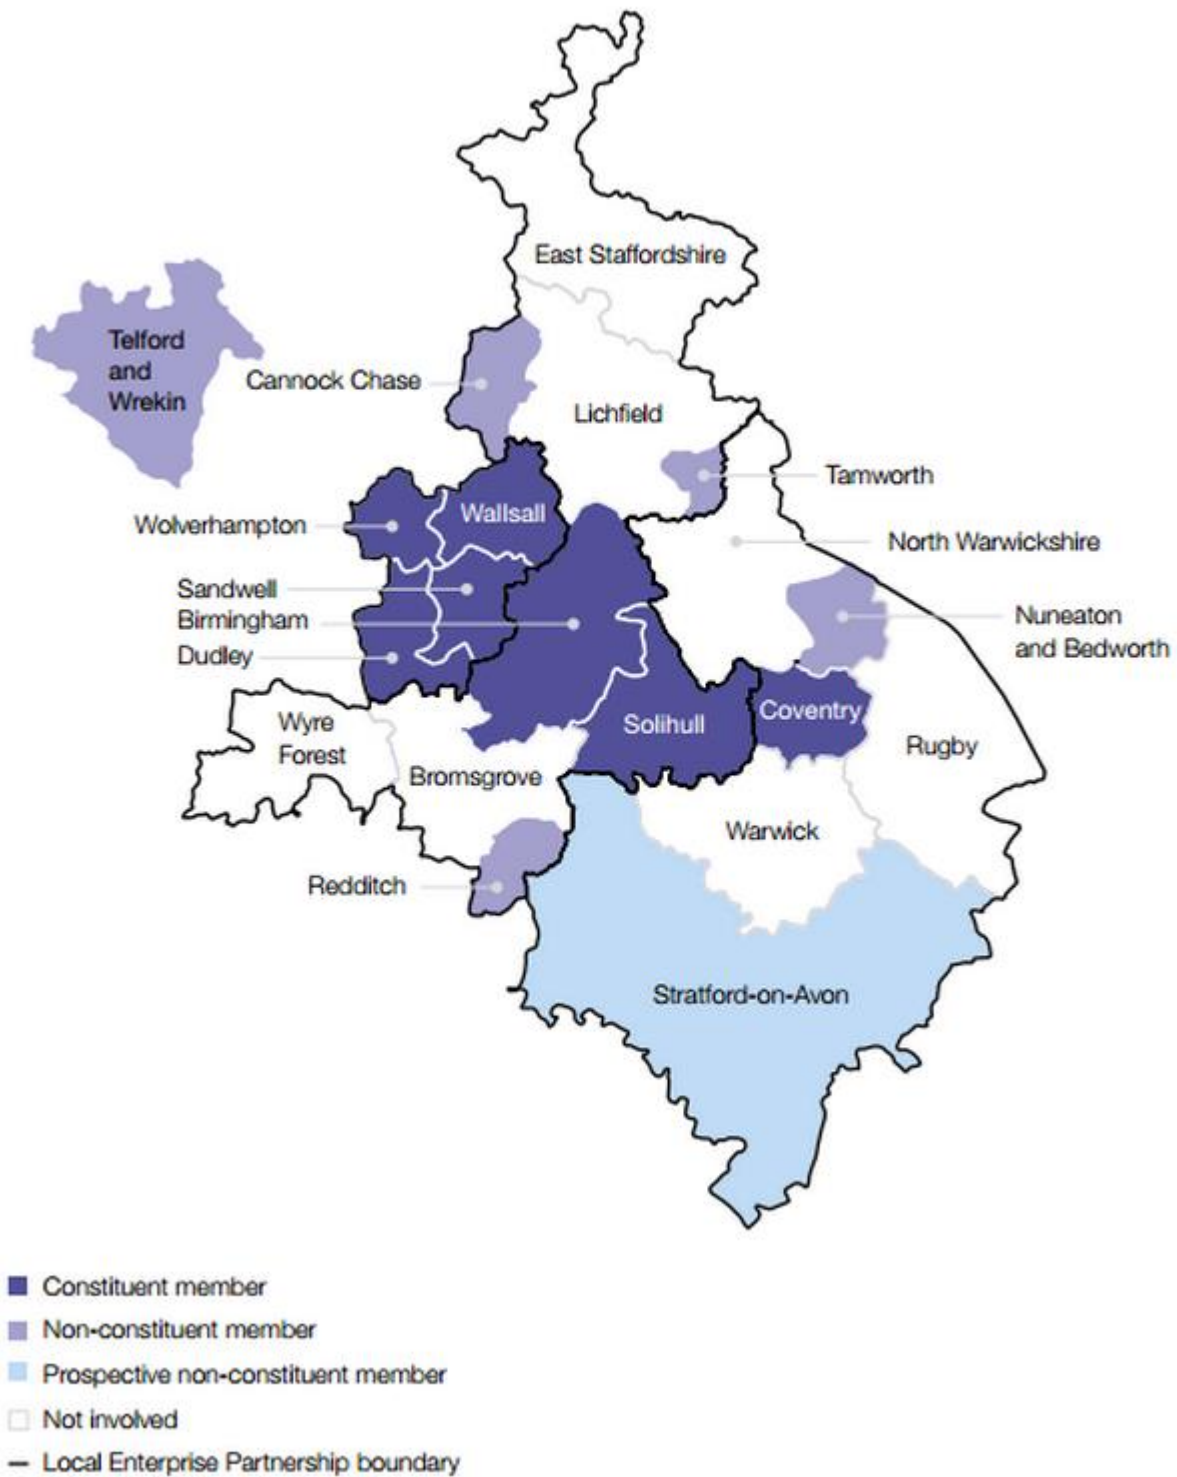 East Staffordshire
Telford
and
Wrekin
Cannock Chase
Lichfield
Tamworth
Wolverhampton
Wallsall
North Warwickshire
Sandwell
Birmingham
Dudley
Nuneaton
and Bedworth
Wyre
Forest
Solihull
Coventry
Rugby
Bromsgrove
Warwick
Redditch
Stratford-on-Avon
Constituent member
Non-constituent member
Prospective non-constituent member
Not involved
Local Enterprise Partnership boundary